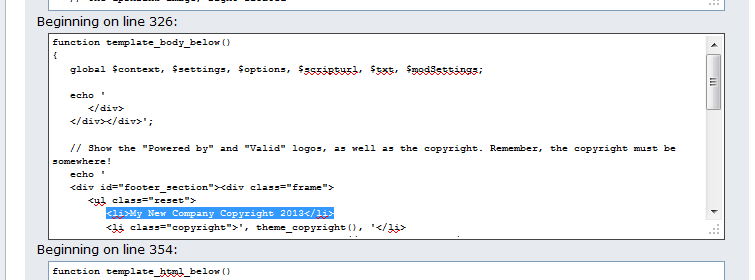 Beginning on line 326:
function template_body_below()
{
global $context, $settings, $options, $scripturl, $txt, $modSettings;
echo '
</div>
</div></div>';
// Show the "Powered by" and "Valid" logos, as well as the copyright. Remember, the copyright must be
somewhere!
echo '
<div id="footer_section"><div class="frame">
<ul class="reset">
<li>My New Company Copyright 2013</li>
<li class="copyright">', theme_copyright(), '</li>
Beginning on line 354:
function template_html_below()